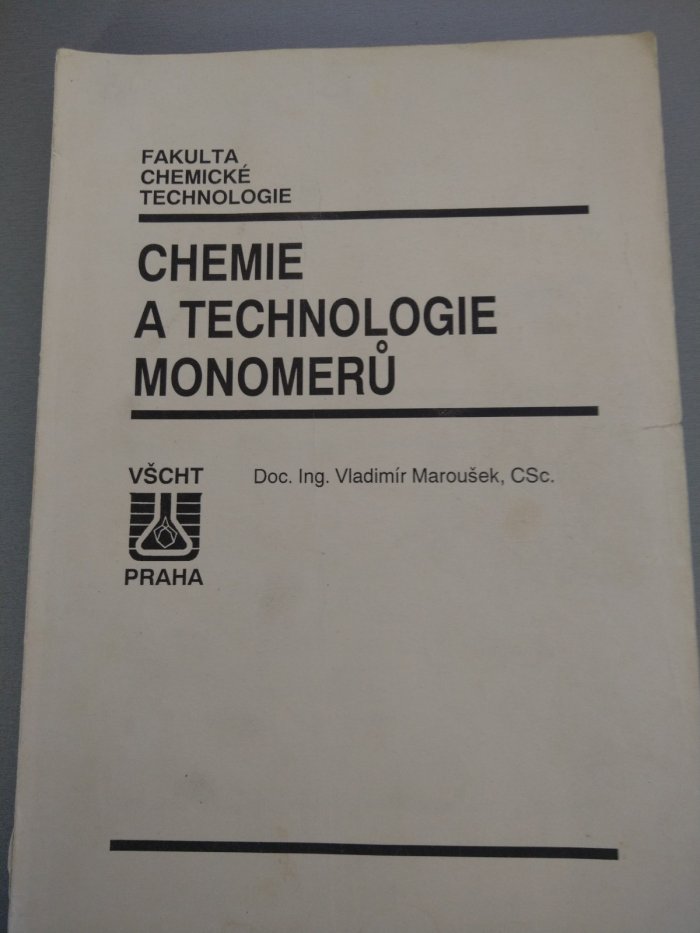 FAKULTA
CHEMICKÉ
TECHNOLOGIE
CHEMIE
A TECHNOLOGIE
MONOMERŮ
VŠCHT
PRAHA
Doc. Ing. Vladimír Maroušek, CSc.